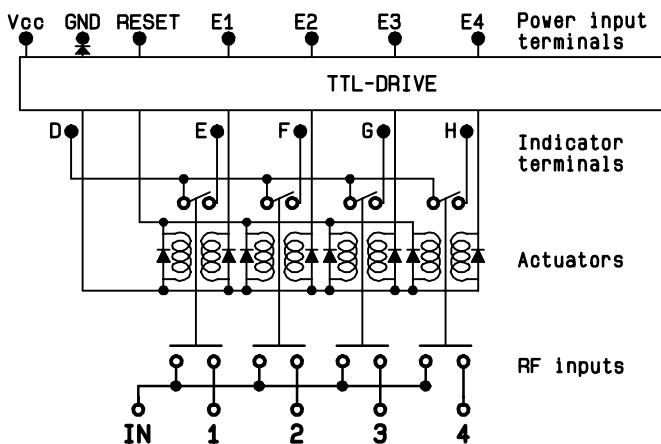 Vcc GND RESET E1 E2 E3 E4 Power input
terminals
TTL-DRIVE
D E F G H Indicator
terminals
Actuators
RF inputs
IN 1 2 3 4